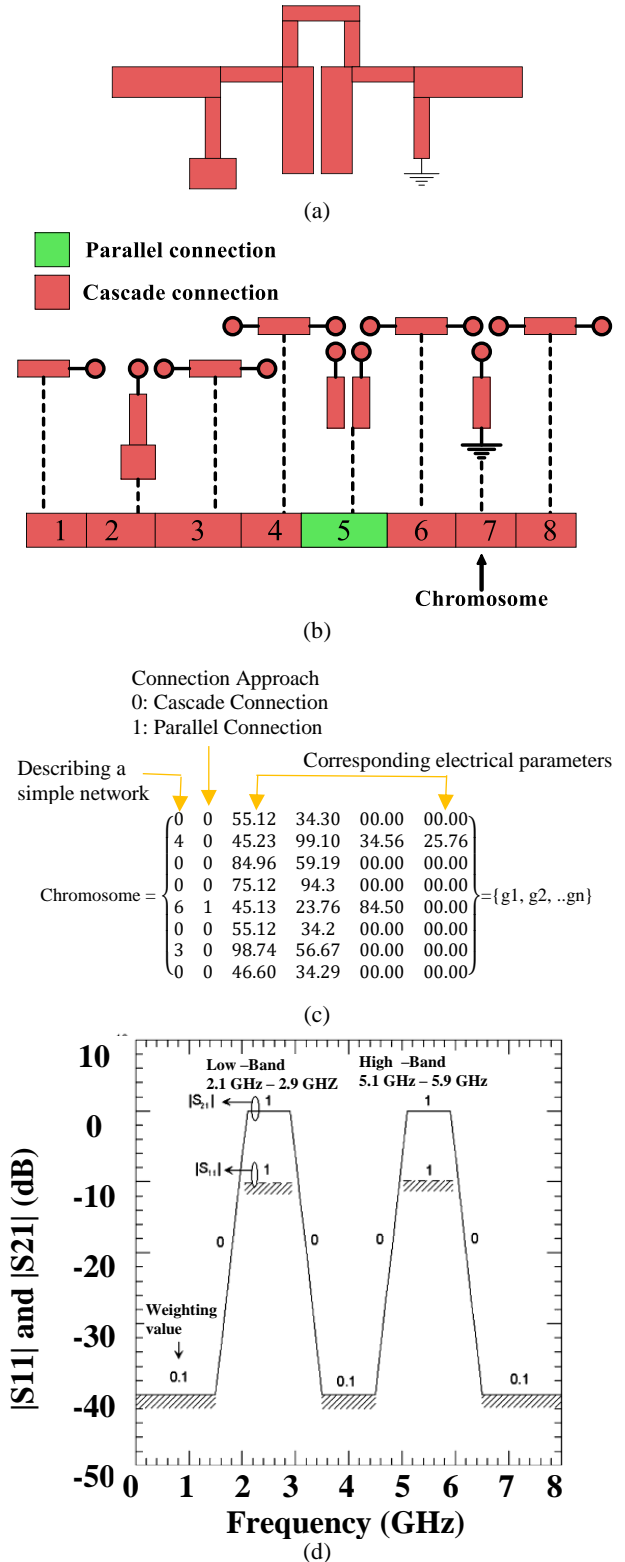 (a)
Parallel connection
Cascade connection
1 2 3 4 5 6 7 8
Chromosome
(b)
Connection Approach
0: Cascade Connection
1: Parallel Connection
Describing a simple network
Corresponding electrical parameters
0 0 55.12 34.30 00.00 00.00
4 0 45.23 99.10 34.56 25.76
0 0 84.96 59.19 00.00 00.00
0 0 75.12 94.3 00.00 00.00
Chromosome = 6 1 45.13 23.76 84.50 00.00 ={g1, g2, ..gn}
0 0 55.12 34.2 00.00 00.00
3 0 98.74 56.67 00.00 00.00
0 0 46.60 34.29 00.00 00.00
(c)
10
Low –Band
2.1 GHz – 2.9 GHZ
High –Band
5.1 GHz – 5.9 GHz
|S21|
1
1
0
|S11|
1
1
-10
0
0
0
0
-20
-30
Weighting value
0.1
0.1
0.1
-40
-50
|S11| and |S21| (dB)
0 1 2 3 4 5 6 7 8
Frequency (GHz)
(d)